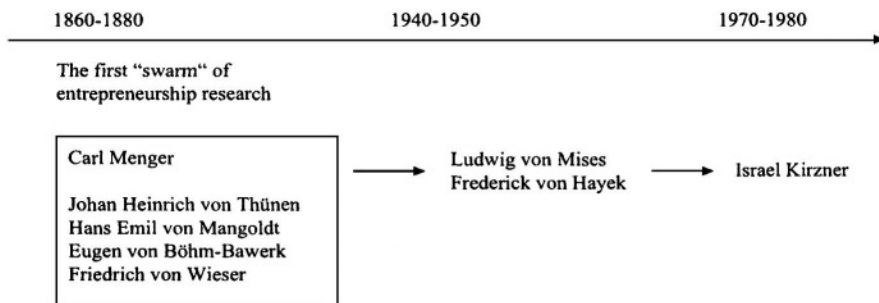 1860-1880 1940-1950 1970-1980
The first “swarm“ of
entrepreneurship research
Carl Menger
Johan Heinrich von Thünen
Hans Emil von Mangoldt
Eugen von Böhm-Bawerk
Friedrich von Wieser
Ludwig von Mises
Frederick von Hayek
Israel Kirzner